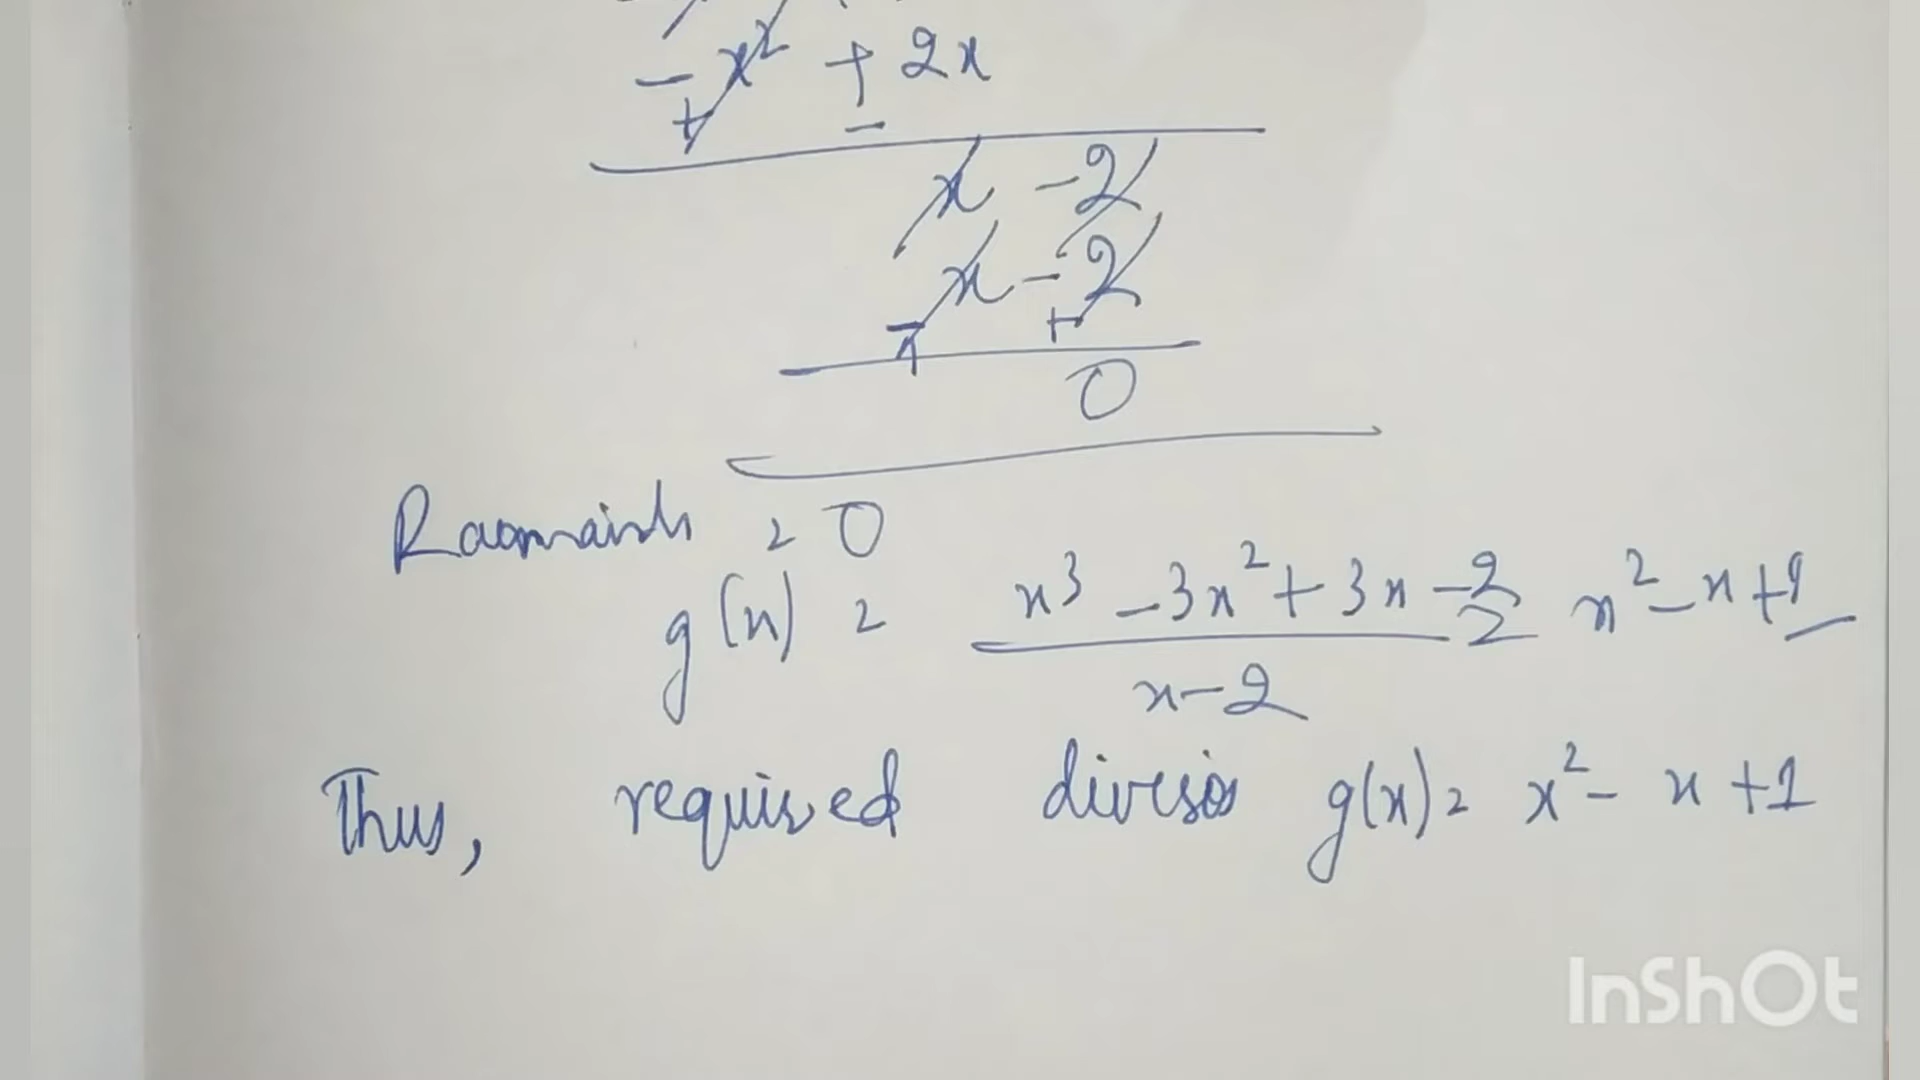 - x² + 2x
+ -
x - 2
x - 2
- +
0
= 0
g(x) = x³ - 3x² + 3x - 2 = x² - x + 1
x - 2
Thus, required divisor g(x) = x² - x + 1
InShOt